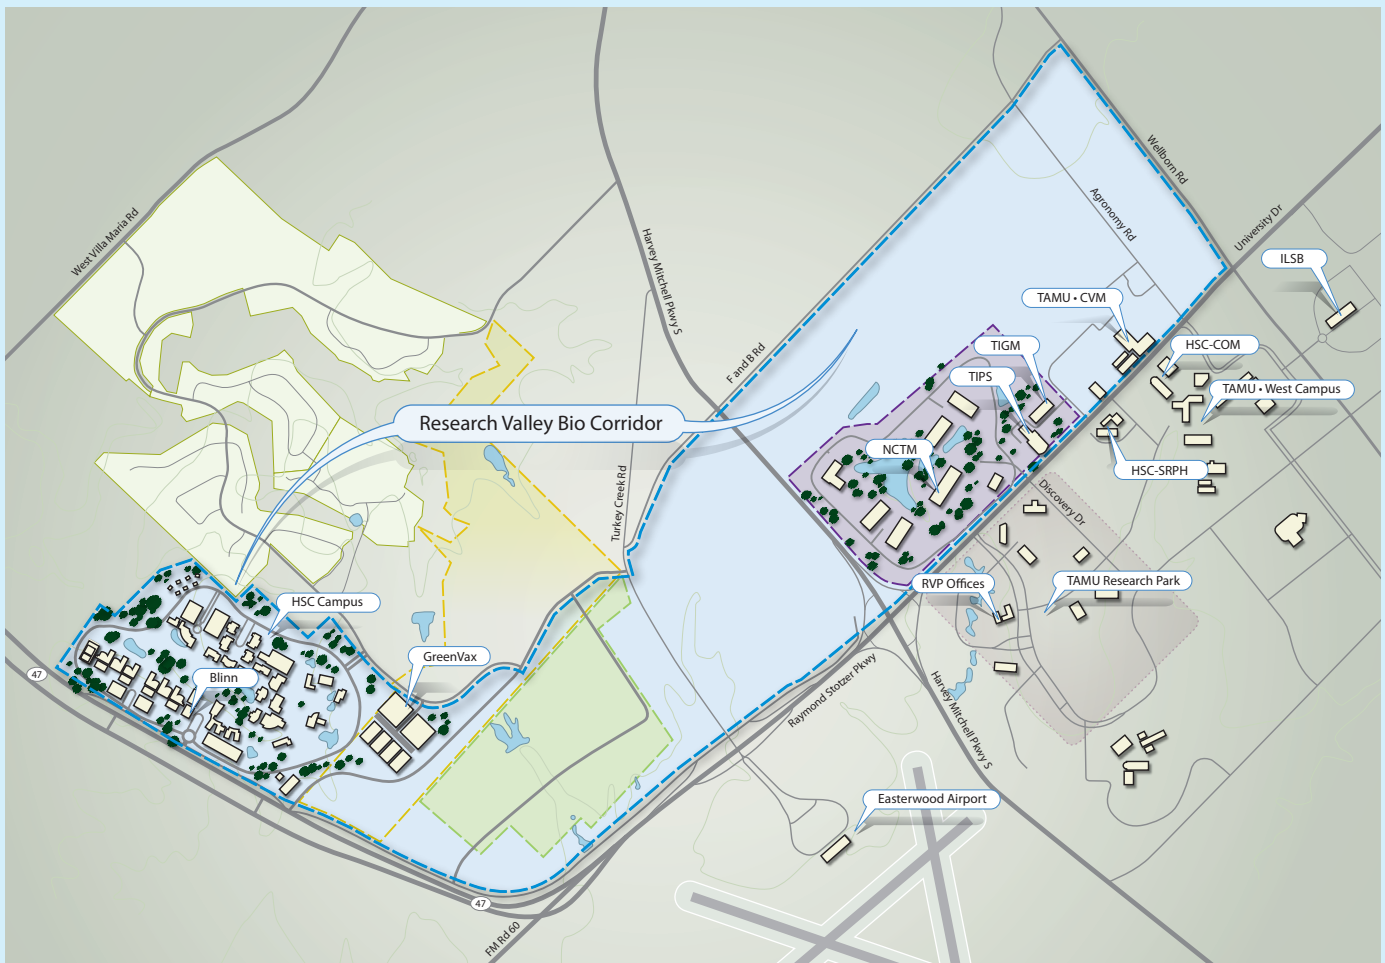 Wellborn Rd
Agronomy Rd
University Dr
West Villa Maria Rd
Harvey Mitchell Pkwy S
ILSB
TAMU • CVM
TIGM
HSC-COM
F and B Rd
TIPS
TAMU • West Campus
Research Valley Bio Corridor
NCTM
HSC-SRPH
Turkey Creek Rd
Discovery Dr
RVP Offices
TAMU Research Park
HSC Campus
GreenVax
Blinn
47
Raymond Stotzer Pkwy
Harvey Mitchell Pkwy S
Easterwood Airport
47
FM Rd 60